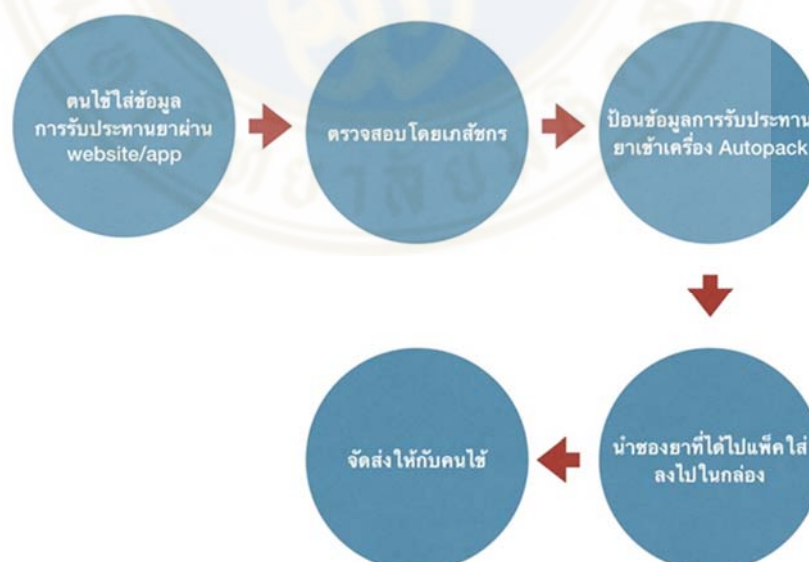 คนไข้ใส่ข้อมูล
การรับประทานยาผ่าน
website/app
ตรวจสอบโดยเภสัชกร
ป้อนข้อมูลการรับประทาน
ยาเข้าเครื่อง Autopack
นำซองยาที่ได้ไปแพ็คใส่
ลงไปในกล่อง
จัดส่งให้กับคนไข้